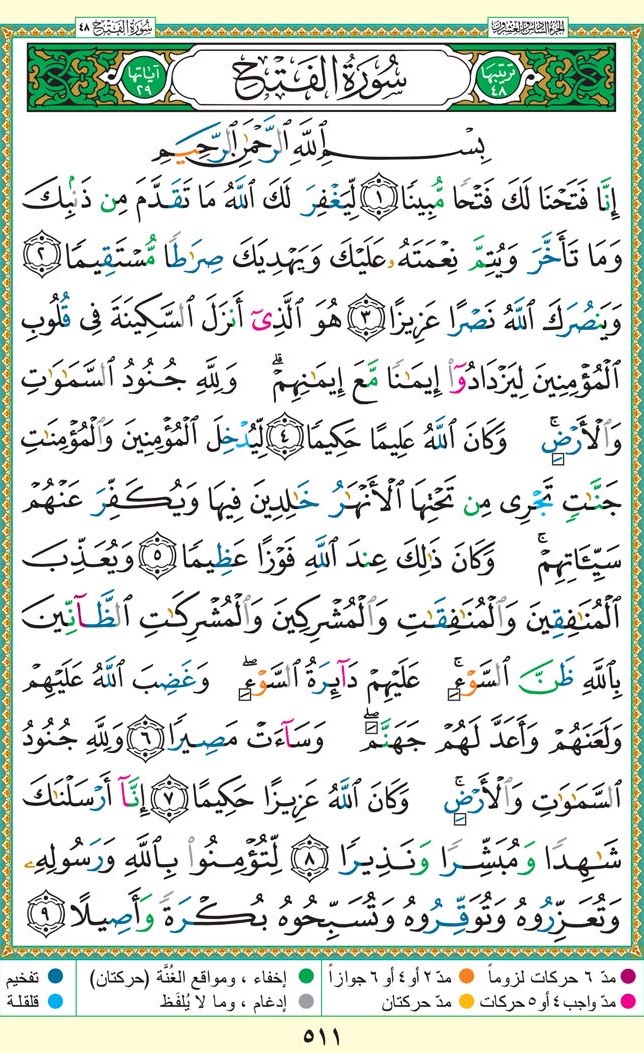 الجزء السادس والعشرون
سورة الفتح ٤٨
ترتيبها ٤٨
سُورَةُ الفَتْحِ
آياتها ٢٩
بِسْمِ ٱللَّهِ ٱلرَّحْمَٰنِ ٱلرَّحِيمِ
إِنَّا فَتَحْنَا لَكَ فَتْحًا مُّبِينًا ١ لِّيَغْفِرَ لَكَ ٱللَّهُ مَا تَقَدَّمَ مِن ذَنۢبِكَ
وَمَا تَأَخَّرَ وَيُتِمَّ نِعْمَتَهُۥ عَلَيْكَ وَيَهْدِيَكَ صِرَٰطًا مُّسْتَقِيمًا ٢
وَيَنصُرَكَ ٱللَّهُ نَصْرًا عَزِيزًا ٣ هُوَ ٱلَّذِىٓ أَنزَلَ ٱلسَّكِينَةَ فِى قُلُوبِ
ٱلْمُؤْمِنِينَ لِيَزْدَادُوٓا۟ إِيمَٰنًا مَّعَ إِيمَٰنِهِمْ ۗ وَلِلَّهِ جُنُودُ ٱلسَّمَٰوَٰتِ
وَٱلْأَرْضِ ۚ وَكَانَ ٱللَّهُ عَلِيمًا حَكِيمًا ٤ لِّيُدْخِلَ ٱلْمُؤْمِنِينَ وَٱلْمُؤْمِنَٰتِ
جَنَّٰتٍ تَجْرِى مِن تَحْتِهَا ٱلْأَنْهَٰرُ خَٰلِدِينَ فِيهَا وَيُكَفِّرَ عَنْهُمْ
سَيِّـَٔاتِهِمْ ۚ وَكَانَ ذَٰلِكَ عِندَ ٱللَّهِ فَوْزًا عَظِيمًا ٥ وَيُعَذِّبَ
ٱلْمُنَٰفِقِينَ وَٱلْمُنَٰفِقَٰتِ وَٱلْمُشْرِكِينَ وَٱلْمُشْرِكَٰتِ ٱلظَّآنِّينَ
بِٱللَّهِ ظَنَّ ٱلسَّوْءِ ۚ عَلَيْهِمْ دَآئِرَةُ ٱلسَّوْءِ ۖ وَغَضِبَ ٱللَّهُ عَلَيْهِمْ
وَلَعَنَهُمْ وَأَعَدَّ لَهُمْ جَهَنَّمَ ۖ وَسَآءَتْ مَصِيرًا ٦ وَلِلَّهِ جُنُودُ
ٱلسَّمَٰوَٰتِ وَٱلْأَرْضِ ۚ وَكَانَ ٱللَّهُ عَزِيزًا حَكِيمًا ٧ إِنَّآ أَرْسَلْنَٰكَ
شَٰهِدًا وَمُبَشِّرًا وَنَذِيرًا ٨ لِّتُؤْمِنُوا۟ بِٱللَّهِ وَرَسُولِهِۦ
وَتُعَزِّرُوهُ وَتُوَقِّرُوهُ وَتُسَبِّحُوهُ بُكْرَةً وَأَصِيلًا ٩
مدّ ٦ حركات لزوماً مدّ ٢ أو ٤ أو ٦ جوازاً إخفاء ، ومواقع الغُنَّة (حركتان) تفخيم
مدّ واجب ٤ أو ٥ حركات مدّ حركتان إدغام ، وما لا يُلفَظ قلقلة
٥١١